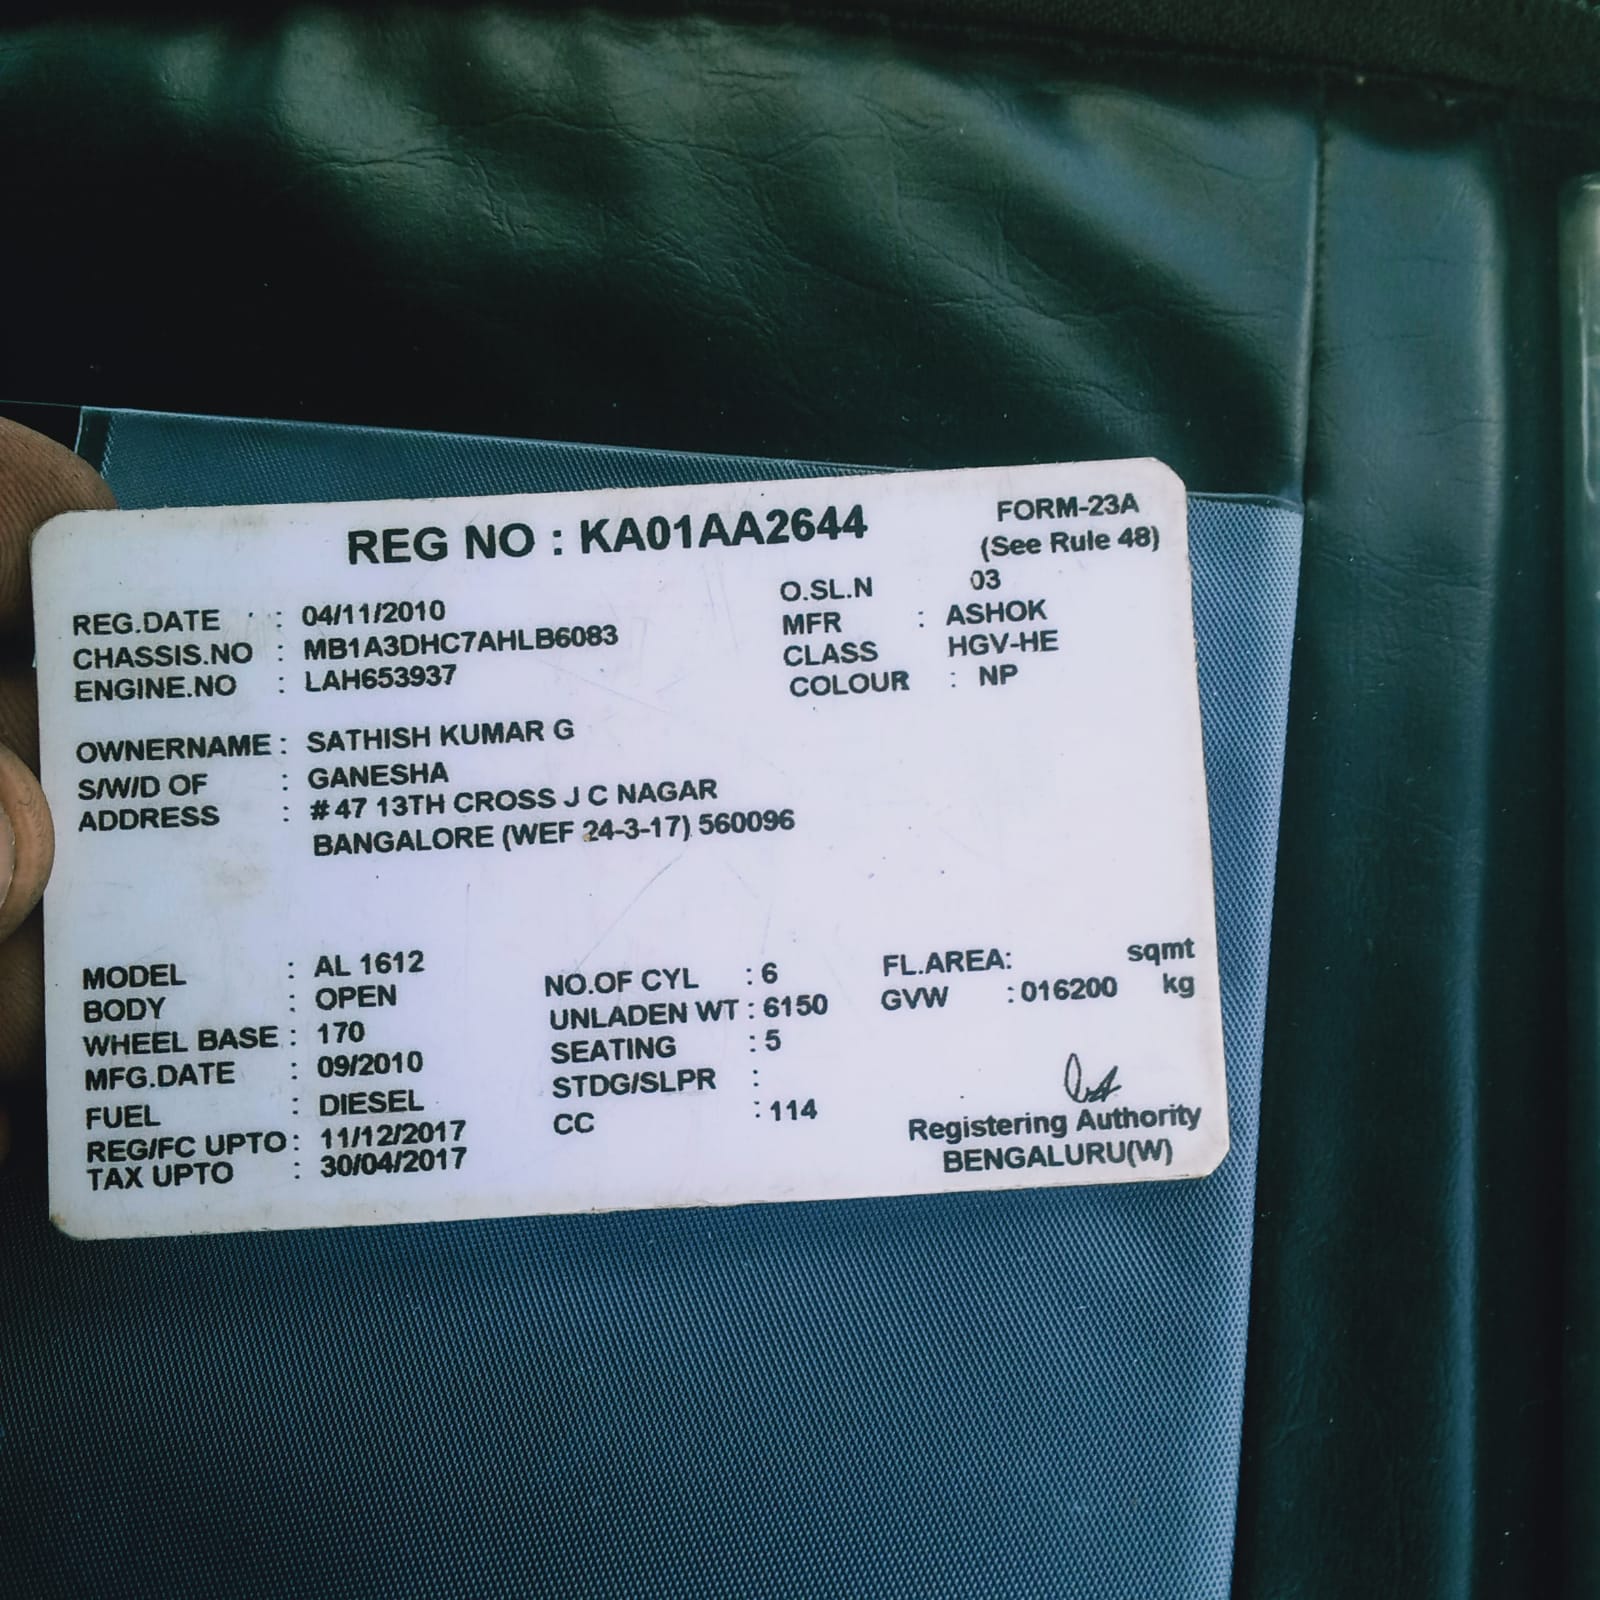 REG NO : KA01AA2644
FORM-23A
(See Rule 48)
REG.DATE : 04/11/2010
CHASSIS.NO : MB1A3DHC7AHLB6083
ENGINE.NO : LAH653937
O.SL.N 03
MFR : ASHOK
CLASS HGV-HE
COLOUR : NP
OWNERNAME : SATHISH KUMAR G
S/W/D OF : GANESHA
ADDRESS : # 47 13TH CROSS J C NAGAR
BANGALORE (WEF 24-3-17) 560096
MODEL : AL 1612
BODY : OPEN
WHEEL BASE : 170
MFG.DATE : 09/2010
FUEL : DIESEL
REG/FC UPTO : 11/12/2017
TAX UPTO : 30/04/2017
NO.OF CYL : 6
UNLADEN WT : 6150
SEATING : 5
STDG/SLPR :
CC : 114
FL.AREA: sqmt
GVW : 016200 kg
Registering Authority
BENGALURU(W)